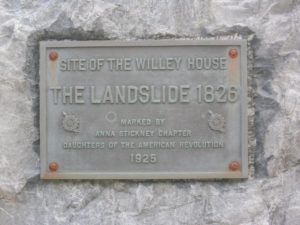 SITE OF THE WILLEY HOUSE
THE LANDSLIDE 1826
MARKED BY
ANNA STICKNEY CHAPTER
DAUGHTERS OF THE AMERICAN REVOLUTION
1925